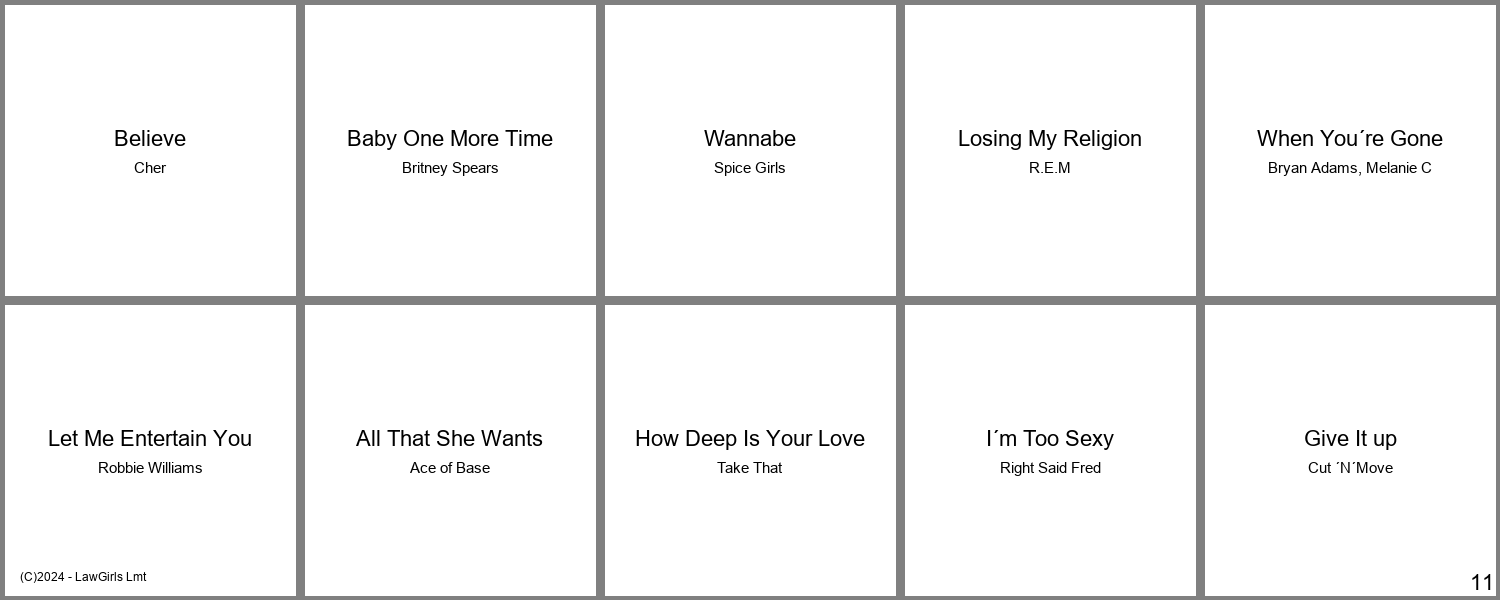 Believe
Cher
Baby One More Time
Britney Spears
Wannabe
Spice Girls
Losing My Religion
R.E.M
When You´re Gone
Bryan Adams, Melanie C
Let Me Entertain You
Robbie Williams
All That She Wants
Ace of Base
How Deep Is Your Love
Take That
I´m Too Sexy
Right Said Fred
Give It up
Cut ´N´Move
(C)2024 - LawGirls Lmt
11